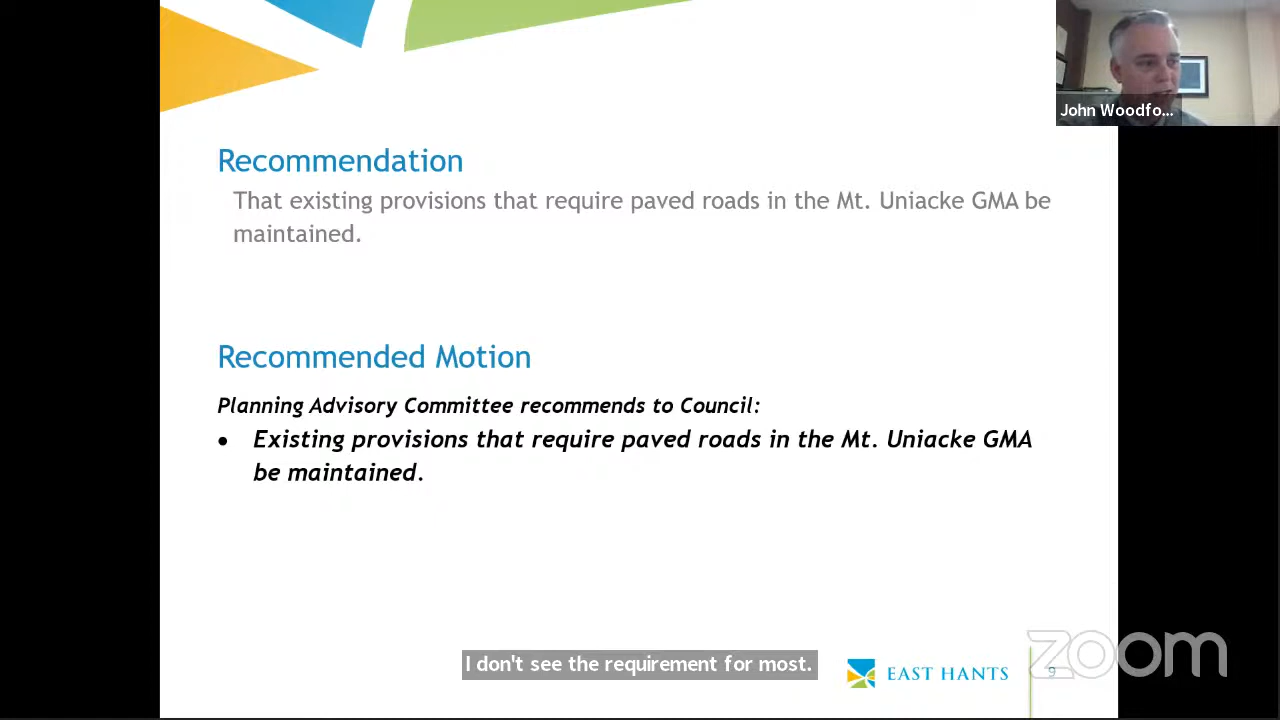 John Woodfo...
Recommendation
That existing provisions that require paved roads in the Mt. Uniacke GMA be
maintained.
Recommended Motion
Planning Advisory Committee recommends to Council:
• Existing provisions that require paved roads in the Mt. Uniacke GMA
be maintained.
I don't see the requirement for most.
EAST HANTS
9
zoom